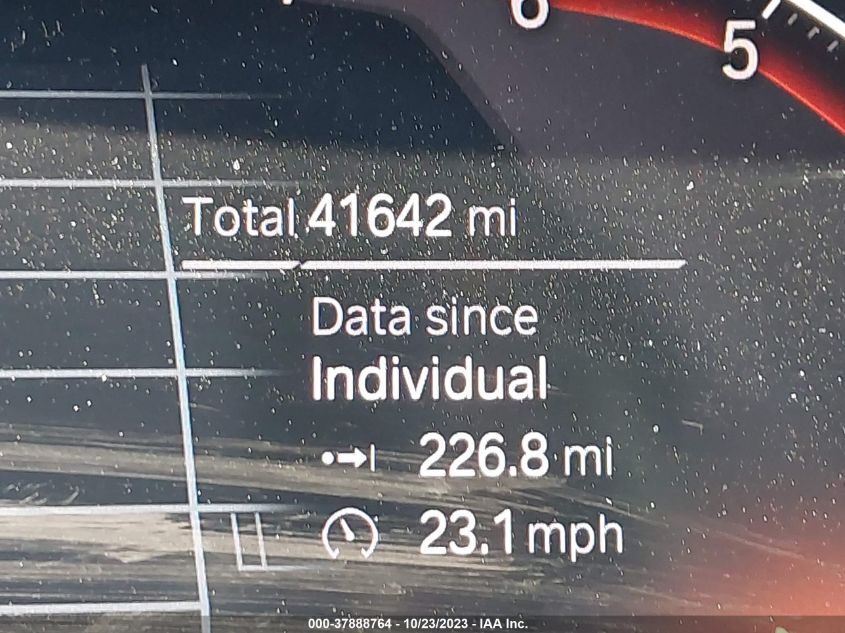 6
5
Total 41642 mi
Data since
Individual
226.8 mi
23.1 mph
000-37888764 - 10/23/2023 - IAA Inc.